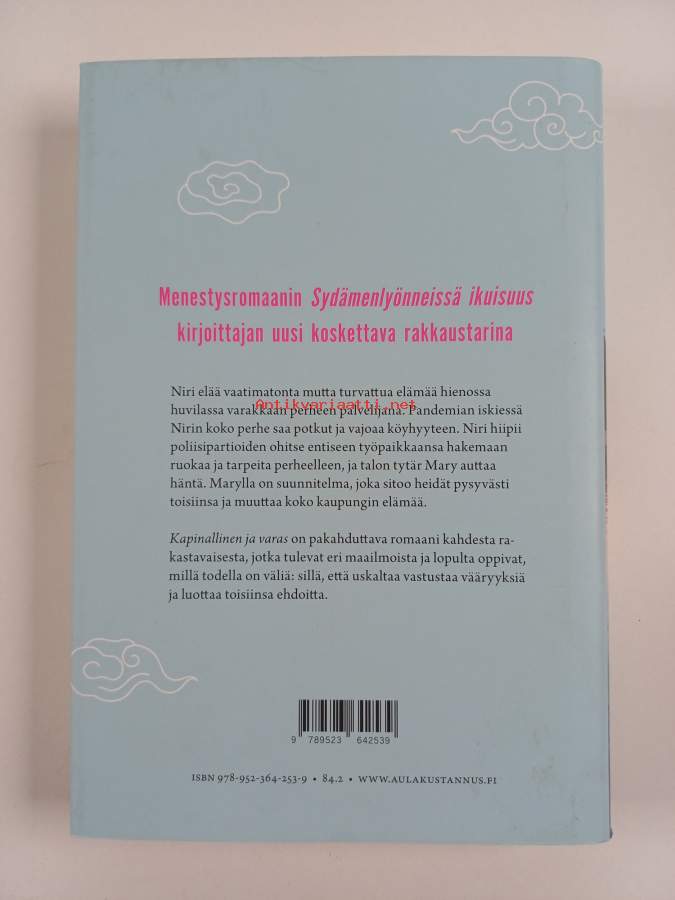 Menestysromaanin Sydämenlyönneissä ikuisuus
kirjoittajan uusi koskettava rakkaustarina
Niri elää vaatimatonta mutta turvattua elämää hienossa
Antikvariaatti.net
huvilassa varakkaan perheen palvelijana. Pandemian iskiessä
Nirin koko perhe saa potkut ja vajoaa köyhyyteen. Niri hiipii
poliisipartioiden ohitse entiseen työpaikkaansa hakemaan
ruokaa ja tarpeita perheelleen, ja talon tytär Mary auttaa
häntä. Marylla on suunnitelma, joka sitoo heidät pysyvästi
toisiinsa ja muuttaa koko kaupungin elämää.
Kapinallinen ja varas on pakahduttava romaani kahdesta ra-
kastavaisesta, jotka tulevat eri maailmoista ja lopulta oppivat,
millä todella on väliä: sillä, että uskaltaa vastustaa vääryyksiä
ja luottaa toisiinsa ehdoitta.
9 789523 642539
ISBN 978-952-364-253-9 • 84.2 • WWW.AULAKUSTANNUS.FI